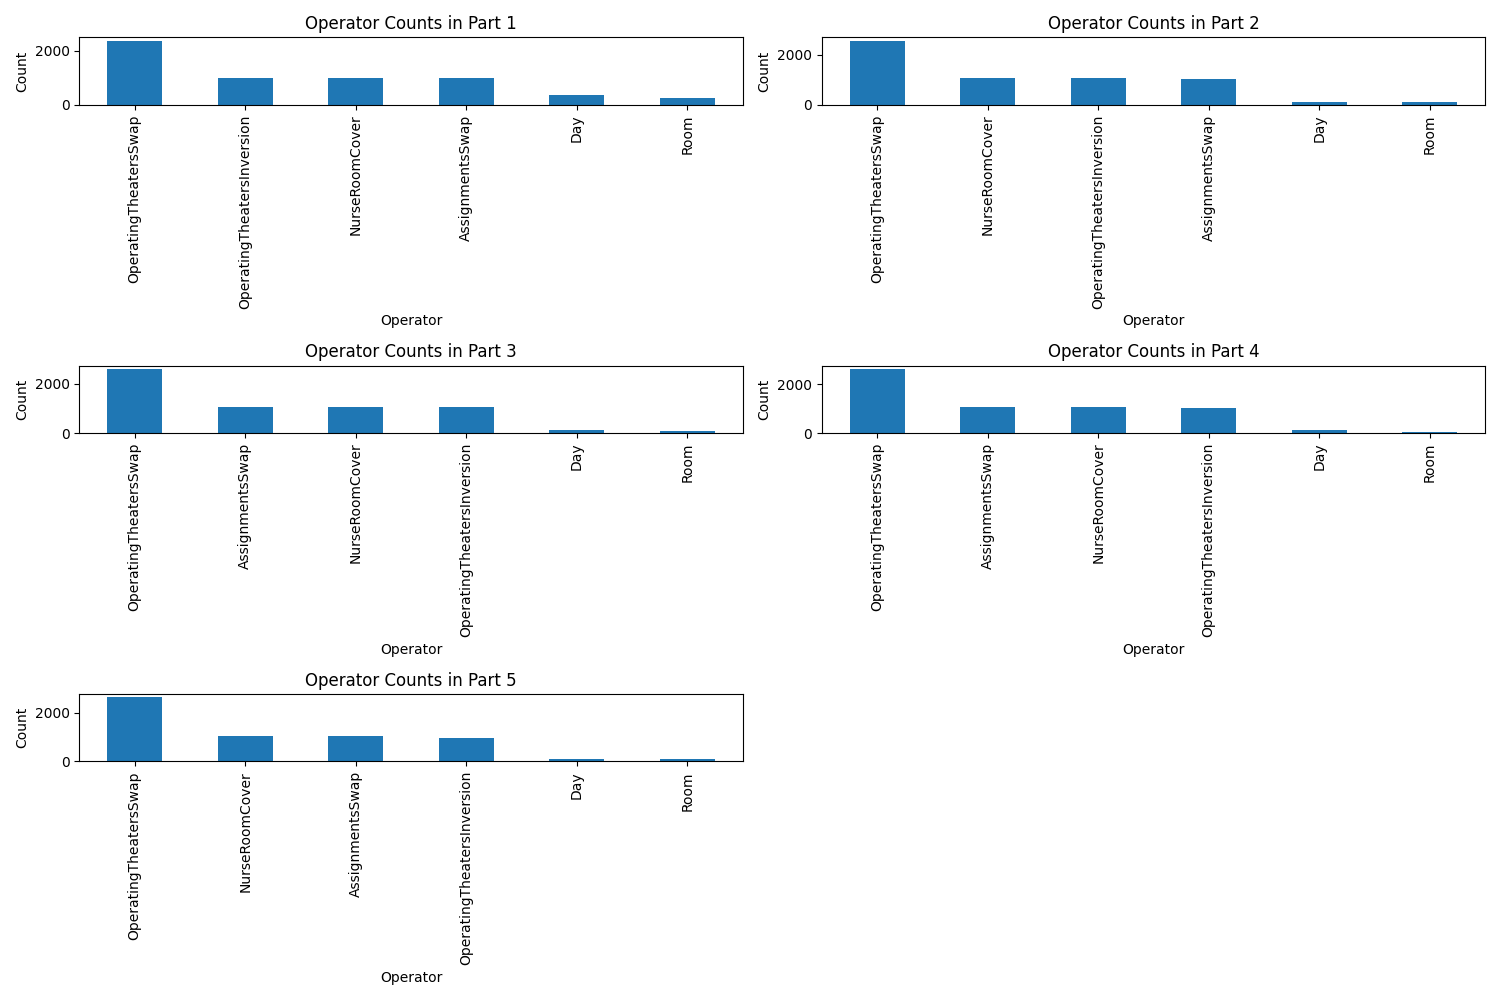 Operator Counts in Part 1
Count
2000
0
OperatingTheatersSwap
OperatingTheatersInversion
NurseRoomCover
AssignmentsSwap
Day
Room
Operator
Operator Counts in Part 2
Count
2000
0
OperatingTheatersSwap
NurseRoomCover
OperatingTheatersInversion
AssignmentsSwap
Day
Room
Operator
Operator Counts in Part 3
Count
2000
0
OperatingTheatersSwap
AssignmentsSwap
NurseRoomCover
OperatingTheatersInversion
Day
Room
Operator
Operator Counts in Part 4
Count
2000
0
OperatingTheatersSwap
AssignmentsSwap
NurseRoomCover
OperatingTheatersInversion
Day
Room
Operator
Operator Counts in Part 5
Count
2000
0
OperatingTheatersSwap
NurseRoomCover
AssignmentsSwap
OperatingTheatersInversion
Day
Room
Operator